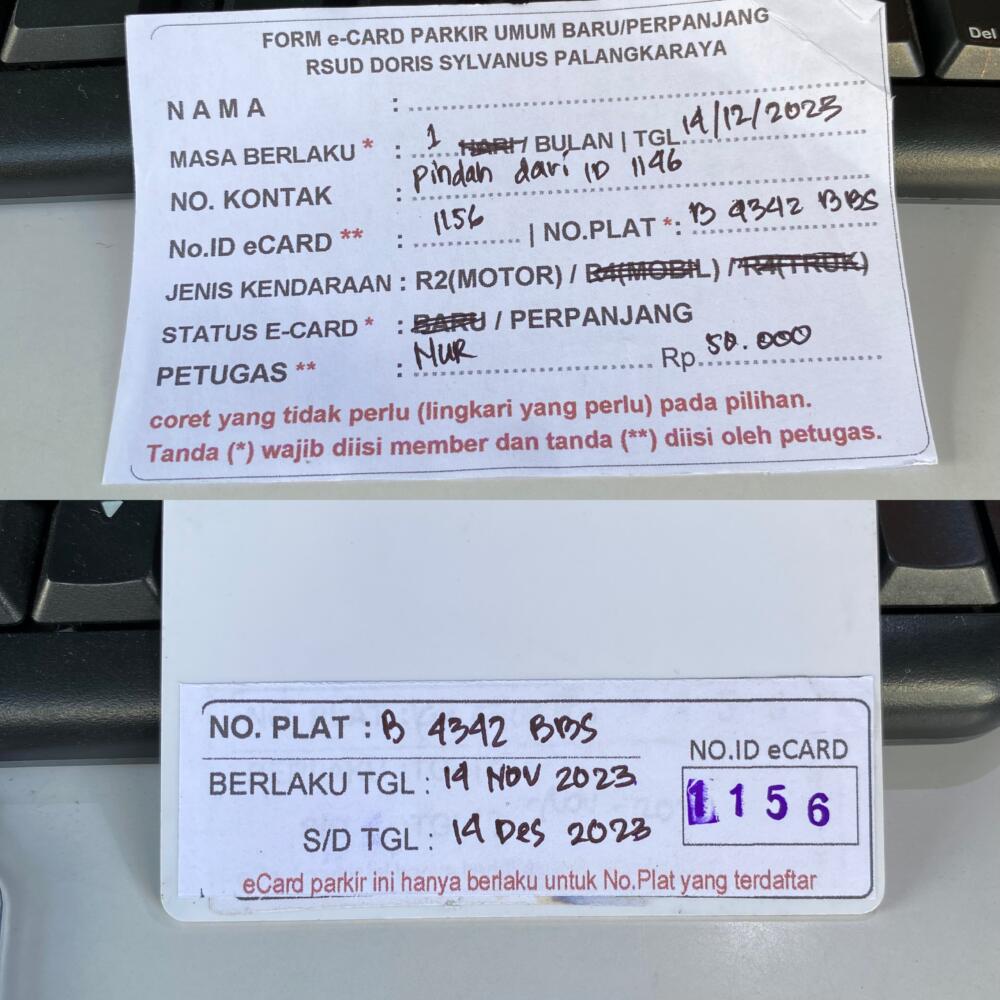 Del
FORM e-CARD PARKIR UMUM BARU/PERPANJANG
RSUD DORIS SYLVANUS PALANGKARAYA
NAMA :
MASA BERLAKU * : 1 HARI / BULAN | TGL. 14/12/2023
NO. KONTAK : Pindah dari ID 1146
No.ID eCARD ** : 1156 | NO.PLAT *: B 4342 BBS
JENIS KENDARAAN : R2(MOTOR) / R4(MOBIL) / R4(TRUK)
STATUS E-CARD * : BARU / PERPANJANG
PETUGAS ** : NUR Rp. 50.000
coret yang tidak perlu (lingkari yang perlu) pada pilihan.
Tanda (*) wajib diisi member dan tanda (**) diisi oleh petugas.
NO. PLAT : B 4342 BBS
BERLAKU TGL : 14 NOV 2023
S/D TGL : 14 Des 2023
NO.ID eCARD
1156
eCard parkir ini hanya berlaku untuk No.Plat yang terdaftar